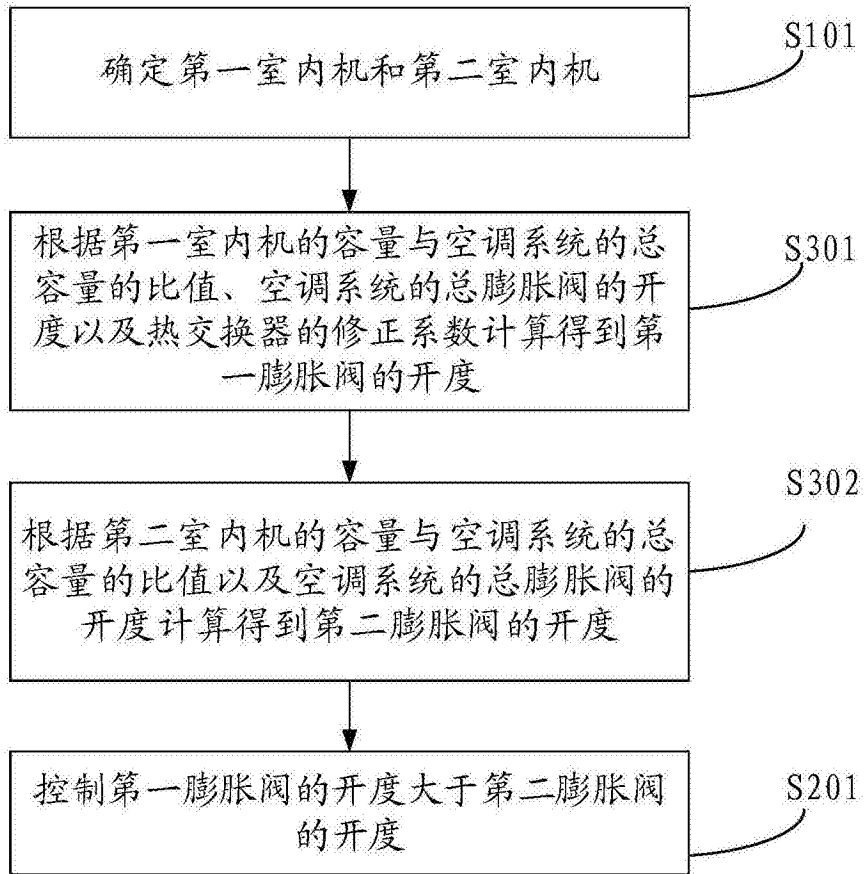 确定第一室内机和第二室内机
S101
根据第一室内机的容量与空调系统的总
容量的比值、空调系统的总膨胀阀的开
度以及热交换器的修正系数计算得到第
一膨胀阀的开度
S301
根据第二室内机的容量与空调系统的总
容量的比值以及空调系统的总膨胀阀的
开度计算得到第二膨胀阀的开度
S302
控制第一膨胀阀的开度大于第二膨胀阀
的开度
S201